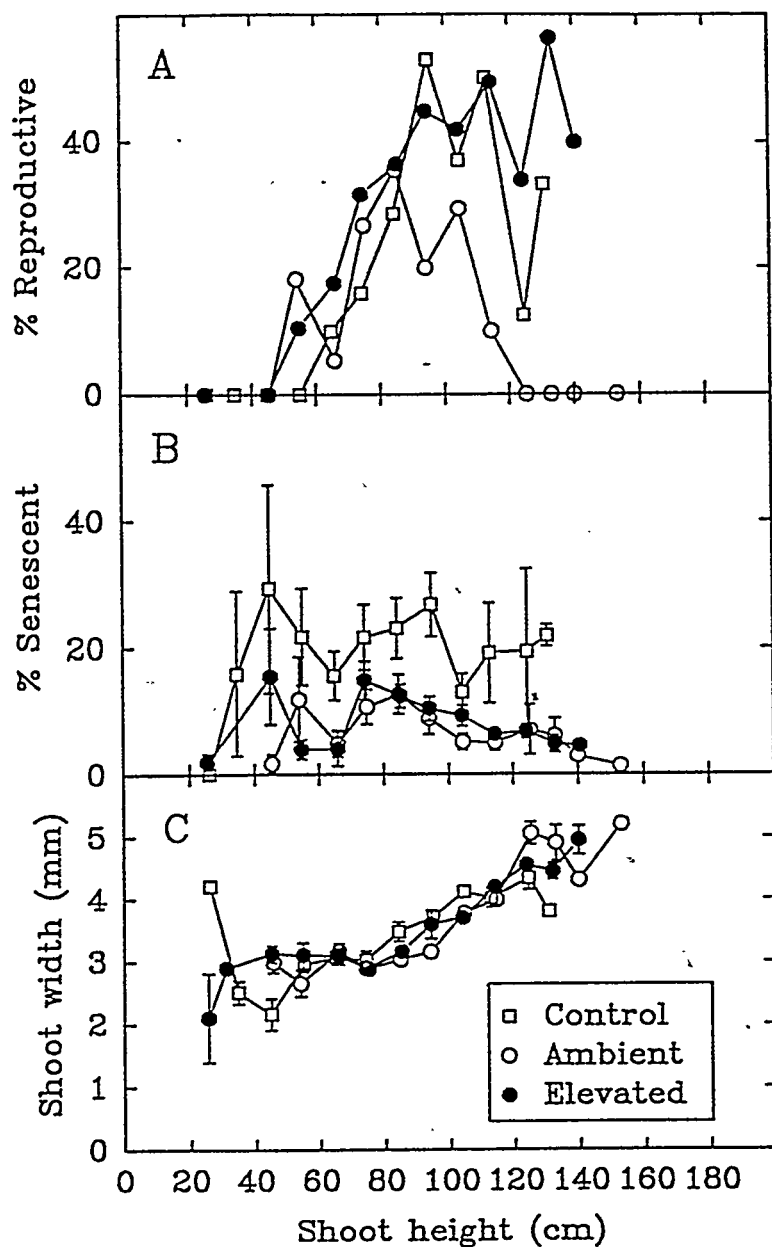 A
% Reproductive
40
20
0
B
% Senescent
40
20
0
C
Shoot width (mm)
5
4
3
2
1
0
Control
Ambient
Elevated
0 20 40 60 80 100 120 140 160 180
Shoot height (cm)